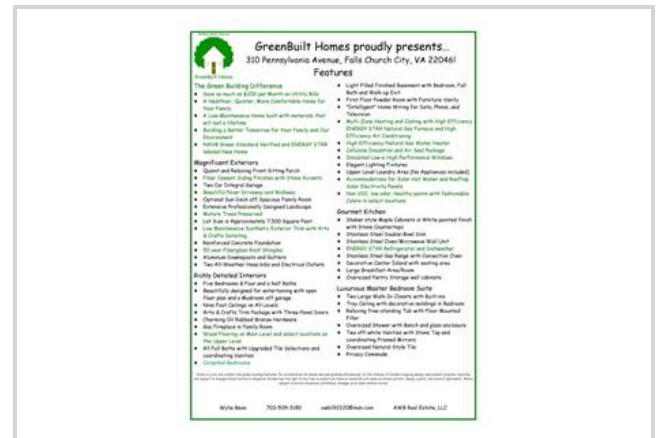 GreenBuilt Homes proudly presents...
310 Pennsylvania Avenue, Falls Church City, VA 220461
Features
GreenBuilt Homes
The Green Building Difference
Save as much as $200 per Month on Utility Bills
A Healthier, Quieter, More Comfortable Home for
Your Family
A Low Maintenance Home built with materials that
will last a lifetime
Building a Better Tomorrow for Your Family and Our
Environment
NAHB Green Standard Verified and ENERGY STAR
labeled New Home
Magnificent Exteriors
Quaint and Relaxing Front Sitting Porch
Fiber Cement Siding Finishes with Stone Accents
Two Car Integral Garage
Beautiful Paver Driveway and Walkway
Optional Sun-Deck off Spacious Family Room
Extensive Professionally Designed Landscape
Mature Trees Preserved
Lot Size is Approximately 7,500 Square Feet
Low Maintenance Synthetic Exterior Trim with Arts
& Crafts Detailing
Reinforced Concrete Foundation
50 year Fiberglass Roof Shingles
Aluminum Downspouts and Gutters
Two All-Weather Hose bibs and Electrical Outlets
Richly Detailed Interiors
Five Bedrooms & Four and a half Baths
Beautifully designed for entertaining with open
floor plan and a Mudroom off garage
Nine Foot Ceilings on All Levels
Arts & Crafts Trim Package with Three-Panel Doors
Charming Oil Rubbed Bronze Hardware
Gas Fireplace in Family Room
Wood Flooring on Main Level and select locations on
the Upper Level
All Full Baths with Upgraded Tile Selections and
coordinating Vanities
Carpeted Bedrooms
Light Filled Finished Basement with Bedroom, Full
Bath and Walk-up Exit
First Floor Powder Room with Furniture Vanity
"Intelligent" Home Wiring for Data, Phone, and
Television
Multi-Zone Heating and Cooling with High Efficiency
ENERGY STAR Natural Gas Furnace and High
Efficiency Air Conditioning
High Efficiency Natural Gas Water Heater
Cellulose Insulation and Air Seal Package
Insulated Low-E High Performance Windows
Elegant Lighting Fixtures
Upper Level Laundry Area (No Appliances included)
Accommodations for Solar Hot Water and Rooftop
Solar Electricity Panels
Non-VOC, low odor, healthy paints with fashionable
Colors in select locations
Gourmet Kitchen
Shaker style Maple Cabinets in White painted finish
with Stone Countertops
Stainless Steel Double-Bowl Sink
Stainless Steel Oven/Microwave Wall Unit
ENERGY STAR Refrigerator and Dishwasher
Stainless Steel Gas Range with Convection Oven
Decorative Center Island with seating area
Large Breakfast Area/Room
Oversized Pantry Storage wall cabinets
Luxurious Master Bedroom Suite
Two Large Walk-In Closets with Built-ins
Tray Ceiling with decorative moldings in Bedroom
Relaxing free-standing Tub with Floor Mounted
Filler
Oversized Shower with Bench and glass enclosure
Two off-white Vanities with Stone Top and
coordinating Framed Mirrors
Oversized Natural Style Tile
Privacy Commode
AWB Real Estate, LLC